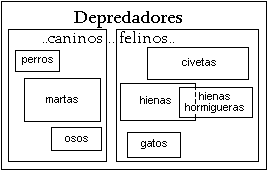 Depredadores
..caninos .. felinos..
perros
civetas
martas
hienas
hienas
hormigueras
osos
gatos